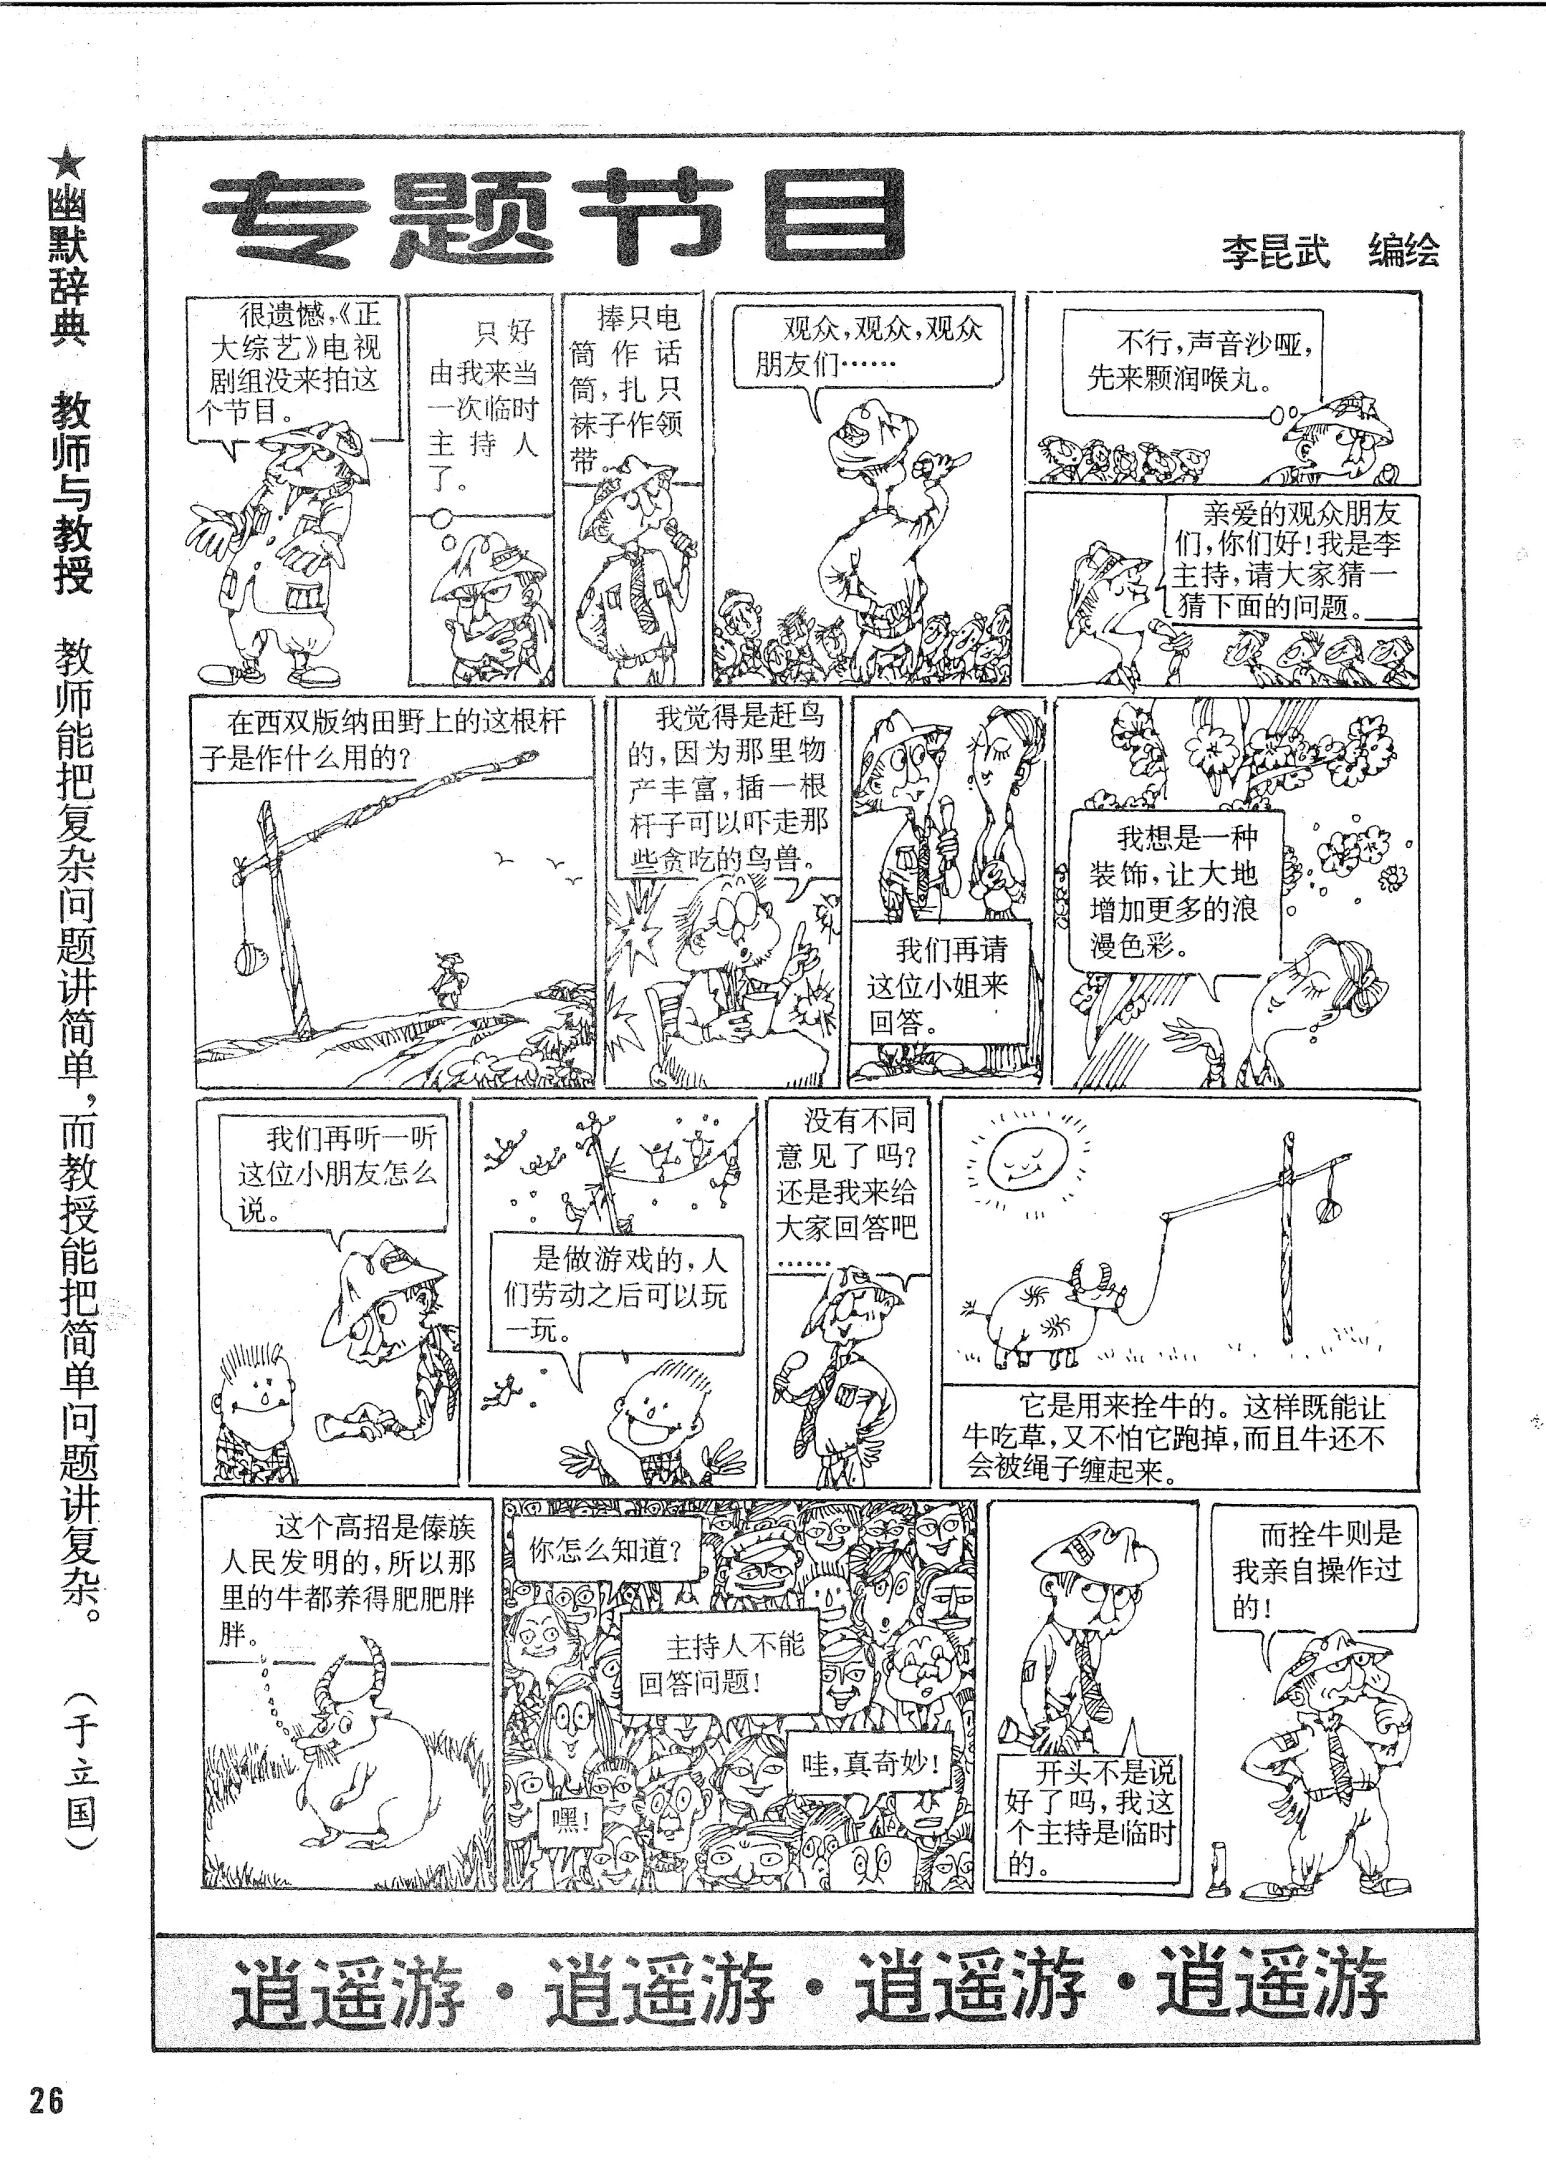 专题节目
李昆武 编绘
很遗憾,《正
大综艺》电视
剧组没来拍这
个节目。
只好
由我来当
一次临时
主持人
了。
捧只电
筒作话
筒,扎只
袜子作领
带。
观众,观众,观众
朋友们……
不行,声音沙哑,
先来颗润喉丸。
亲爱的观众朋友
们,你们好!我是李
主持,请大家猜一
猜下面的问题。
在西双版纳田野上的这根杆
子是作什么用的?
我觉得是赶鸟
的,因为那里物
产丰富,插一根
杆子可以吓走那
些贪吃的鸟兽。
我们再请
这位小姐来
回答。
我想是一种
装饰,让大地
增加更多的浪
漫色彩。
我们再听一听
这位小朋友怎么
说。
是做游戏的,人
们劳动之后可以玩
一玩。
没有不同
意见了吗?
还是我来给
大家回答吧
……
它是用来拴牛的。这样既能让
牛吃草,又不怕它跑掉,而且牛还不
会被绳子缠起来。
这个高招是傣族
人民发明的,所以那
里的牛都养得肥肥胖
胖。
你怎么知道?
主持人不能
回答问题!
哇,真奇妙!
嘿!
开头不是说
好了吗,我这
个主持是临时
的。
而拴牛则是
我亲自操作过
的!
逍遥游·逍遥游·逍遥游·逍遥游
★幽默辞典 教师与教授 教师能把复杂问题讲简单,而教授能把简单问题讲复杂。 (于立国)
26